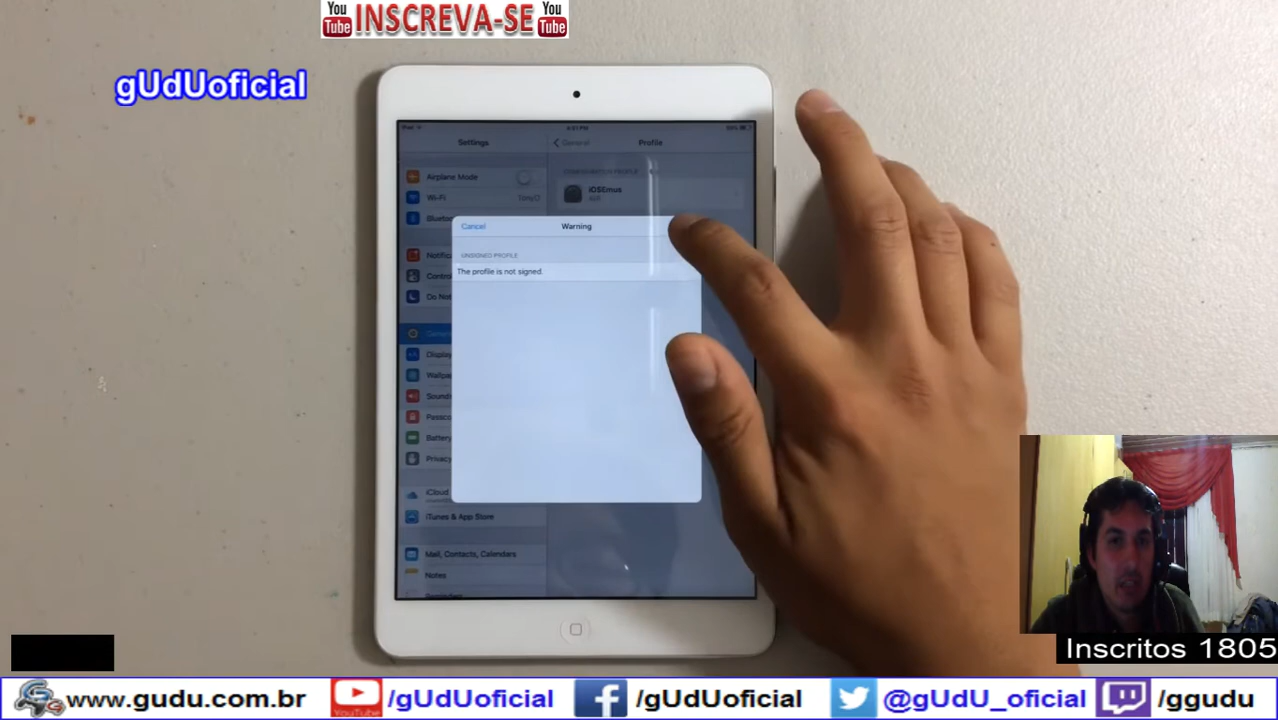 You Tube INSCREVA-SE You Tube
gUdUoficial
Settings
General
Profile
Airplane Mode
Wi-Fi
iOSEmus
Cancel
Warning
UNSIGNED PROFILE
The profile is not signed.
Display
Sounds
Battery
Privacy
iCloud
iTunes & App Store
Mail, Contacts, Calendars
Notes
Inscritos 1805
www.gudu.com.br
YouTube
/gUdUoficial
/gUdUoficial
@gUdU_oficial
/ggudu